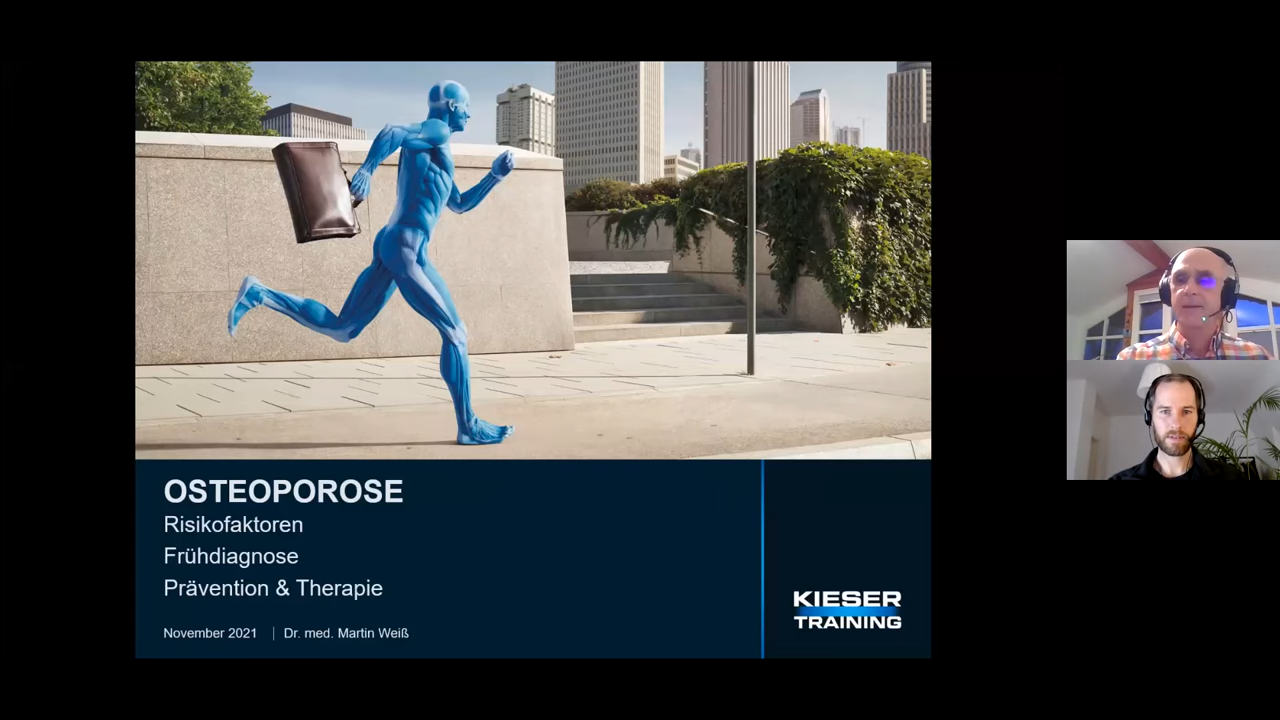 OSTEOPOROSE
Risikofaktoren
Frühdiagnose
Prävention & Therapie
November 2021 | Dr. med. Martin Weiß
KIESER
TRAINING